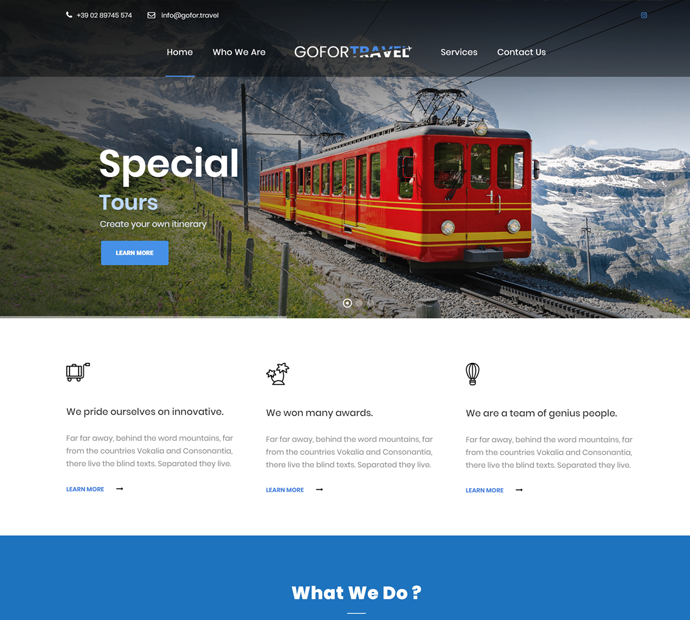 +39 02 89745 574 info@gofor.travel
Home Who We Are GOFORTRAVEL+ Services Contact Us
Special
Tours
Create your own itinerary
LEARN MORE
We pride ourselves on innovative.
Far far away, behind the word mountains, far
from the countries Vokalia and Consonantia,
there live the blind texts. Separated they live.
LEARN MORE
We won many awards.
Far far away, behind the word mountains, far
from the countries Vokalia and Consonantia,
there live the blind texts. Separated they live.
LEARN MORE
We are a team of genius people.
Far far away, behind the word mountains, far
from the countries Vokalia and Consonantia,
there live the blind texts. Separated they live.
LEARN MORE
What We Do ?